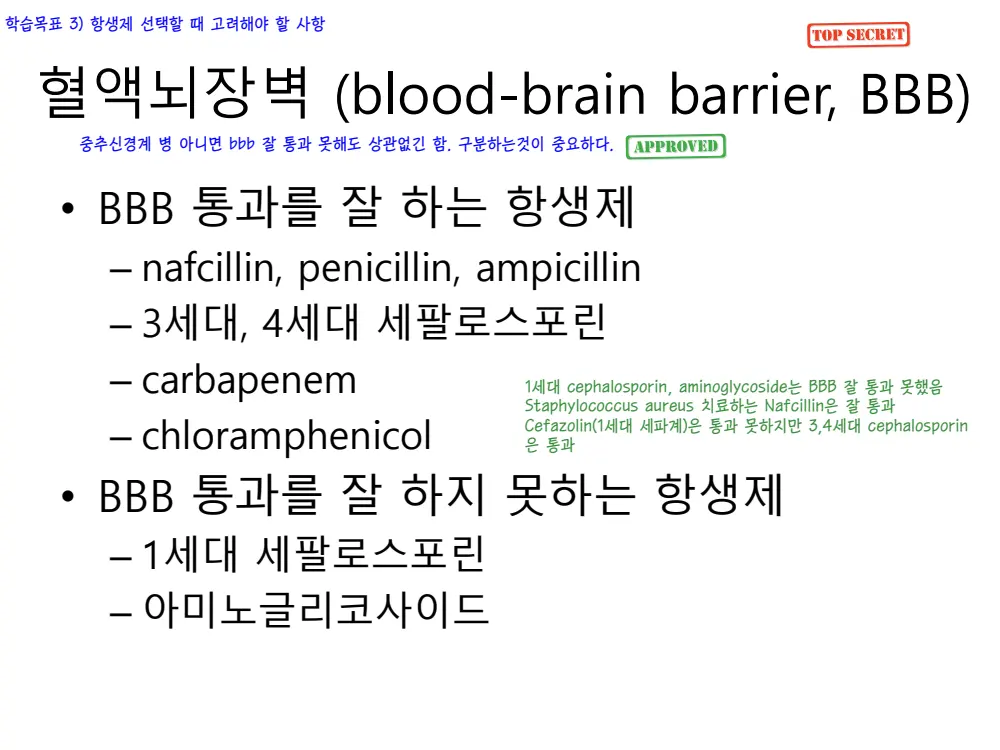 학습목표 3) 항생제 선택할 때 고려해야 할 사항
TOP SECRET
혈액뇌장벽 (blood-brain barrier, BBB)
중추신경계 병 아니면 bbb 잘 통과 못해도 상관없긴 함. 구분하는것이 중요하다.
APPROVED
• BBB 통과를 잘 하는 항생제
– nafcillin, penicillin, ampicillin
– 3세대, 4세대 세팔로스포린
– carbapenem
– chloramphenicol
1세대 cephalosporin, aminoglycoside는 BBB 잘 통과 못했음
Staphylococcus aureus 치료하는 Nafcillin은 잘 통과
Cefazolin(1세대 세파계)은 통과 못하지만 3,4세대 cephalosporin
은 통과
• BBB 통과를 잘 하지 못하는 항생제
– 1세대 세팔로스포린
– 아미노글리코사이드